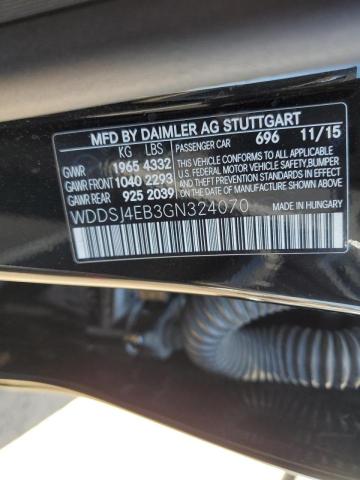 MFD BY DAIMLER AG STUTTGART
KG LBS PASSENGER CAR 696 11/15
GVWR 1965 4332 THIS VEHICLE CONFORMS TO ALL APPLICABLE
GAWR FRONT 1040 2293 U.S. FEDERAL MOTOR VEHICLE SAFETY, BUMPER,
GAWR REAR 925 2039 AND THEFT PREVENTION STANDARDS IN EFFECT
ON THE DATE OF MANUFACTURE SHOWN ABOVE.
WDDSJ4EB3GN324070
MADE IN HUNGARY